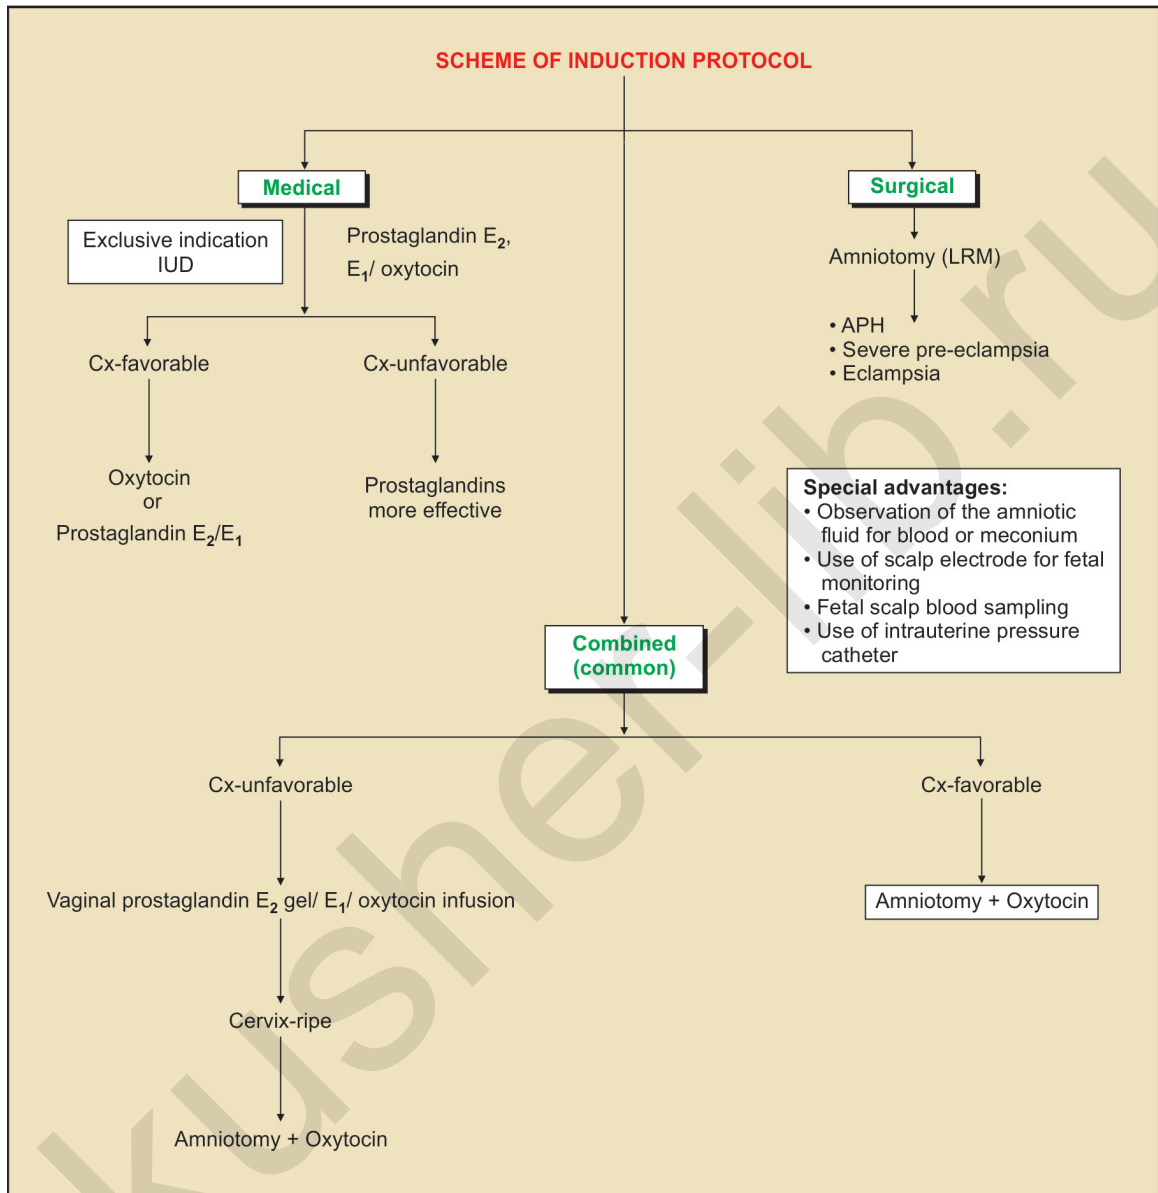 SCHEME OF INDUCTION PROTOCOL
Medical
Exclusive indication
IUD
Prostaglandin E₂,
E₁/ oxytocin
Cx-favorable
Cx-unfavorable
Oxytocin
or
Prostaglandin E₂/E₁
Prostaglandins
more effective
Surgical
Amniotomy (LRM)
• APH
• Severe pre-eclampsia
• Eclampsia
Special advantages:
• Observation of the amniotic
fluid for blood or meconium
• Use of scalp electrode for fetal
monitoring
• Fetal scalp blood sampling
• Use of intrauterine pressure
catheter
Combined
(common)
Cx-unfavorable
Cx-favorable
Vaginal prostaglandin E₂ gel/ E₁/ oxytocin infusion
Amniotomy + Oxytocin
Cervix-ripe
Amniotomy + Oxytocin
kusher-lib.ru